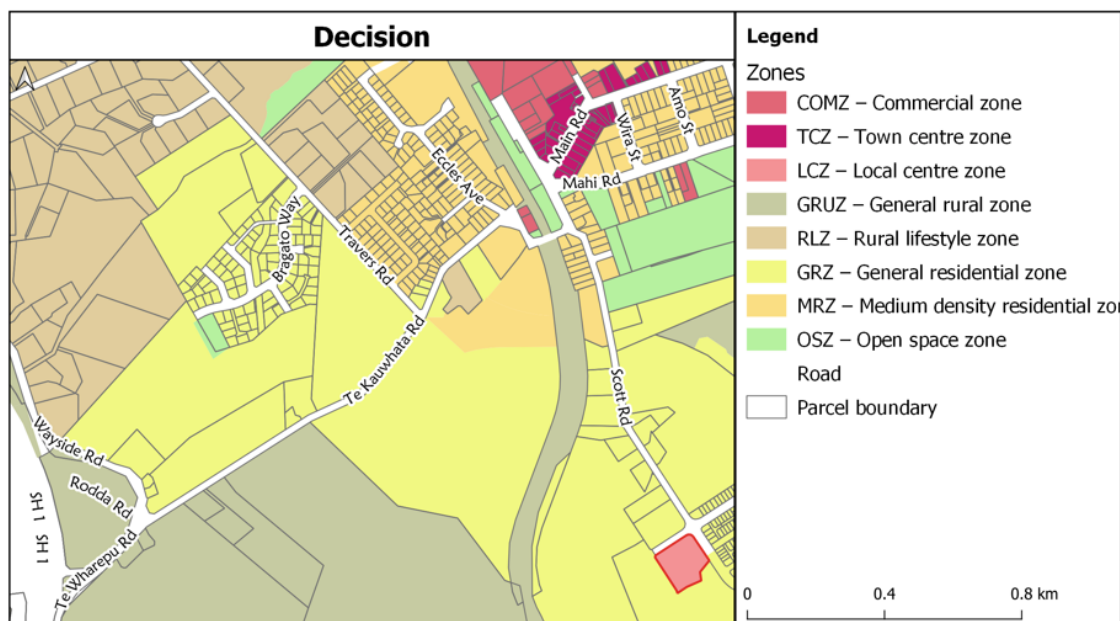 Decision
Eccles Ave
Main Rd
Wira St
Arno St
Mahi Rd
Bragato Way
Travers Rd
Te Kauwhata Rd
Scott Rd
Wayside Rd
Rodda Rd
SH 1
SH 1
Te Wharepu Rd
Legend
Zones
COMZ – Commercial zone
TCZ – Town centre zone
LCZ – Local centre zone
GRUZ – General rural zone
RLZ – Rural lifestyle zone
GRZ – General residential zone
MRZ – Medium density residential zo
OSZ – Open space zone
Road
Parcel boundary
0 0.4 0.8 km